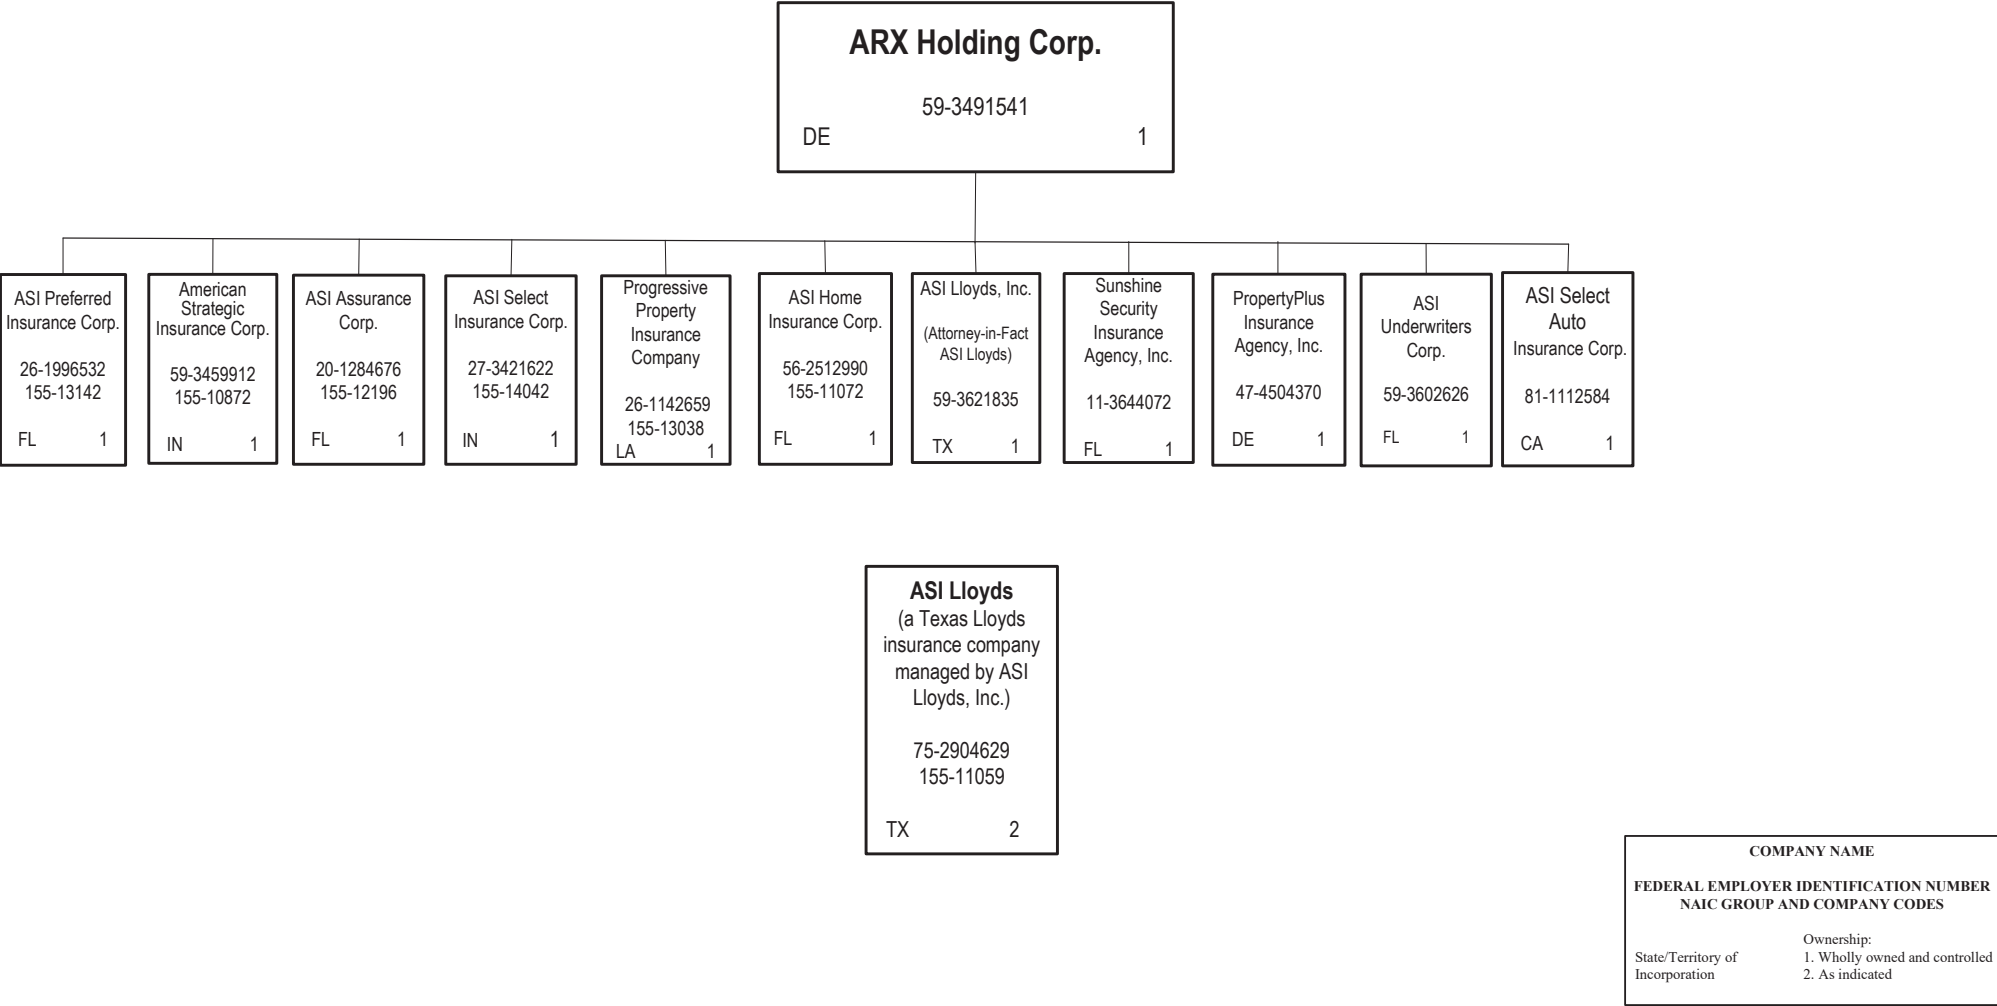 ARX Holding Corp.
59-3491541
DE 1
ASI Preferred
Insurance Corp.
26-1996532
155-13142
FL 1
American
Strategic
Insurance Corp.
59-3459912
155-10872
IN 1
ASI Assurance
Corp.
20-1284676
155-12196
FL 1
ASI Select
Insurance Corp.
27-3421622
155-14042
IN 1
Progressive
Property
Insurance
Company
26-1142659
155-13038
LA 1
ASI Home
Insurance Corp.
56-2512990
155-11072
FL 1
ASI Lloyds, Inc.
(Attorney-in-Fact
ASI Lloyds)
59-3621835
TX 1
Sunshine
Security
Insurance
Agency, Inc.
11-3644072
FL 1
PropertyPlus
Insurance
Agency, Inc.
47-4504370
DE 1
ASI
Underwriters
Corp.
59-3602626
FL 1
ASI Select
Auto
Insurance Corp.
81-1112584
CA 1
ASI Lloyds
(a Texas Lloyds
insurance company
managed by ASI
Lloyds, Inc.)
75-2904629
155-11059
TX 2
COMPANY NAME
FEDERAL EMPLOYER IDENTIFICATION NUMBER
NAIC GROUP AND COMPANY CODES
Ownership:
State/Territory of 1. Wholly owned and controlled
Incorporation 2. As indicated